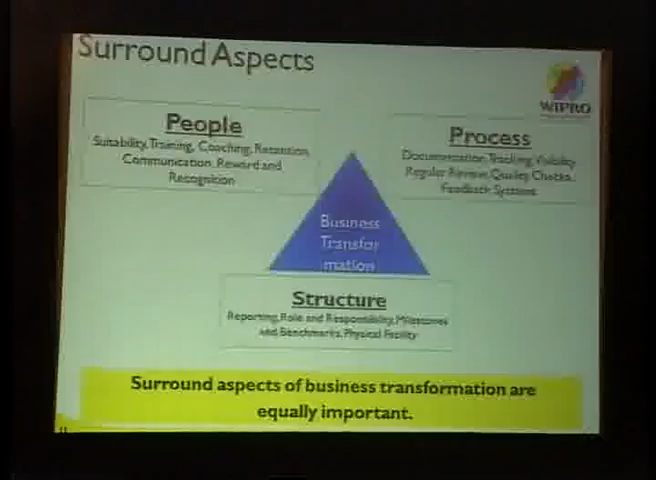 Surround Aspects
WIPRO
People
Suitability, Training, Coaching, Retention
Communication, Reward and
Recognition
Process
Documentation, Tracking, Visibility
Regular Review, Quality Checks,
Feedback Systems
Business
Transfor
mation
Structure
Reporting, Role and Responsibility, Milestones
and Benchmarks, Physical Facility
Surround aspects of business transformation are
equally important.